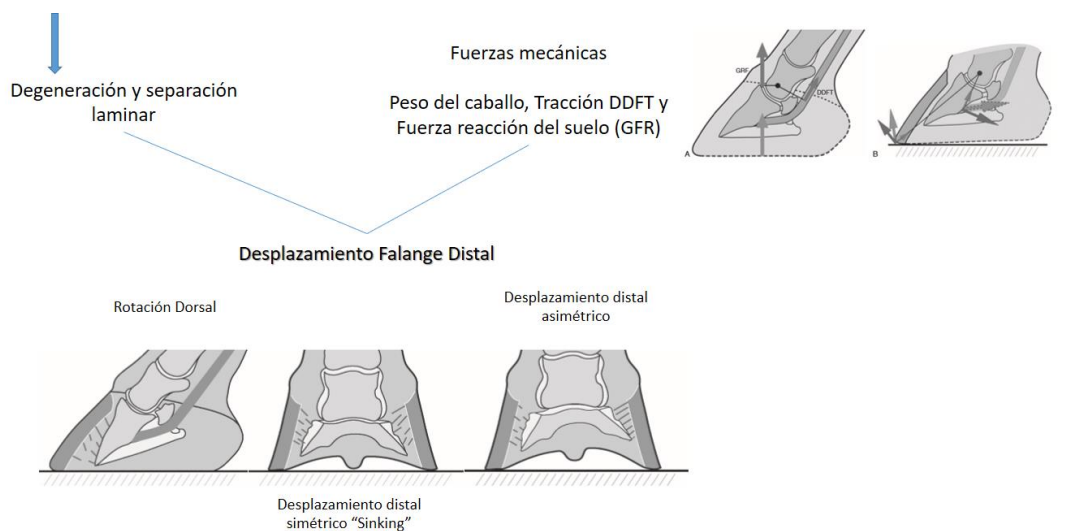 Degeneración y separación
laminar
Fuerzas mecánicas
Peso del caballo, Tracción DDFT y
Fuerza reacción del suelo (GFR)
GRF
DDFT
A
B
Desplazamiento Falange Distal
Rotación Dorsal
Desplazamiento distal
asimétrico
Desplazamiento distal
simétrico “Sinking”